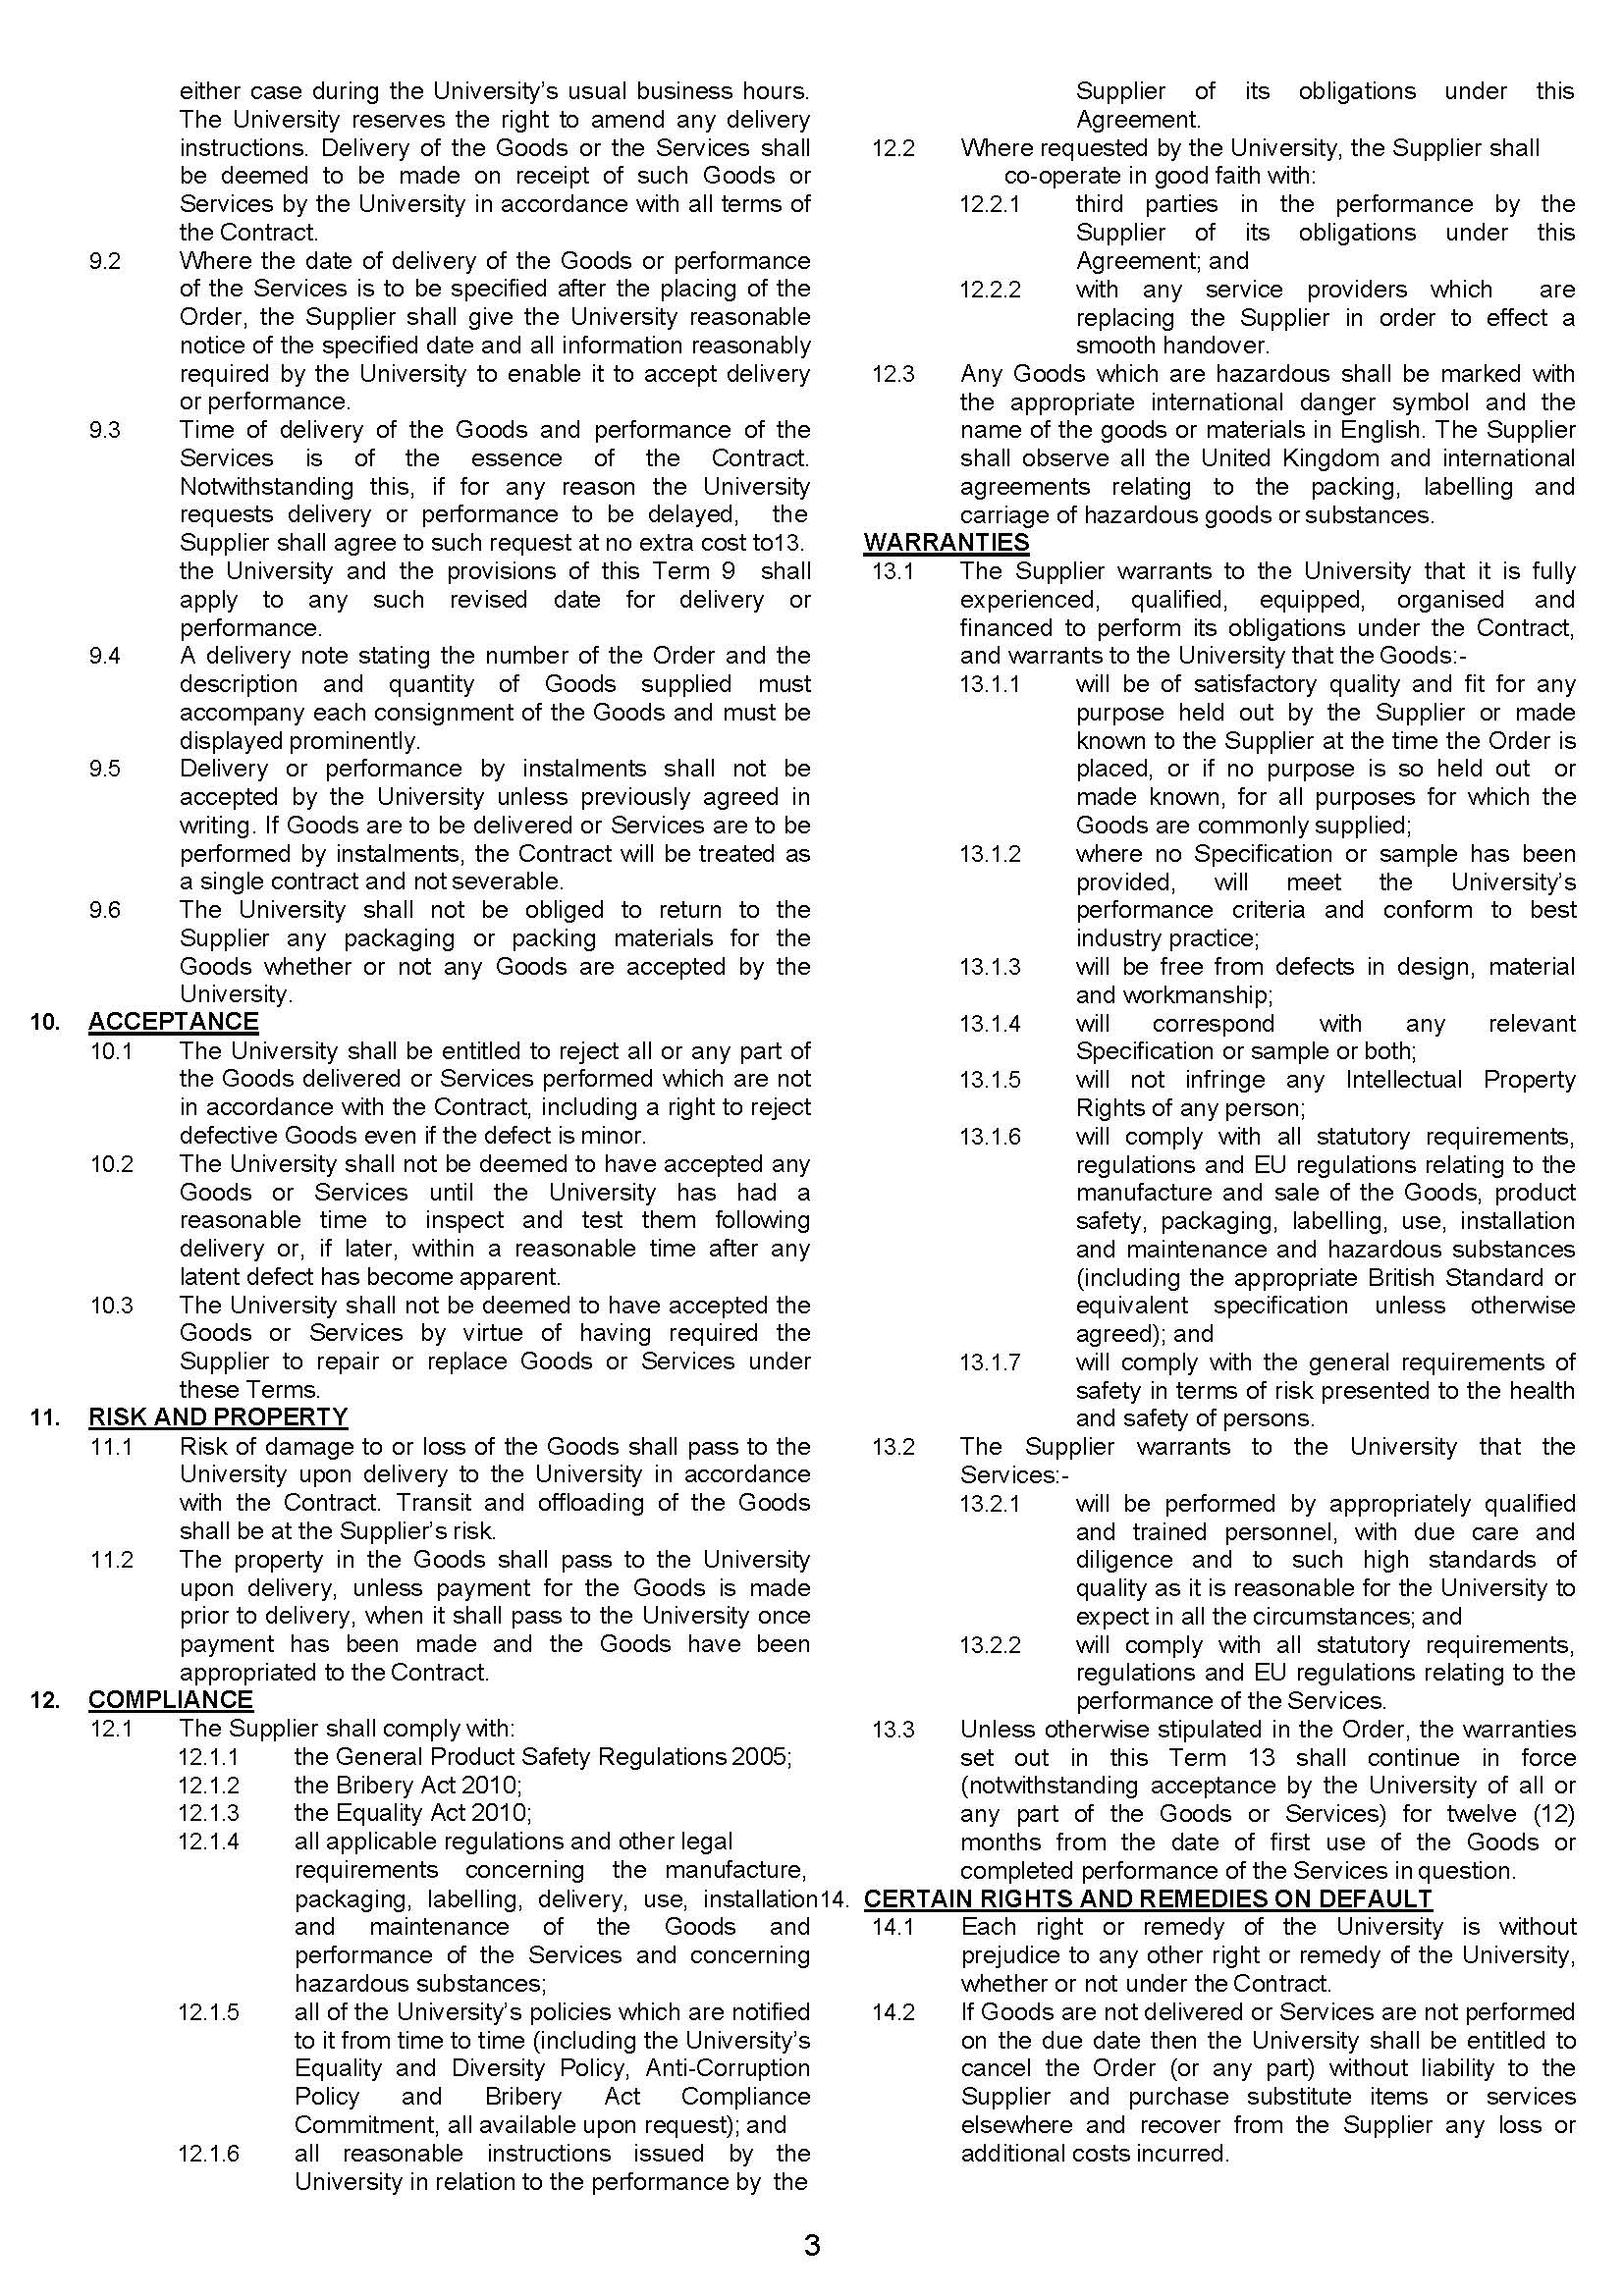 either case during the University's usual business hours.
The University reserves the right to amend any delivery
instructions. Delivery of the Goods or the Services shall
be deemed to be made on receipt of such Goods or
Services by the University in accordance with all terms of
the Contract.
9.2 Where the date of delivery of the Goods or performance
of the Services is to be specified after the placing of the
Order, the Supplier shall give the University reasonable
notice of the specified date and all information reasonably
required by the University to enable it to accept delivery
or performance.
9.3 Time of delivery of the Goods and performance of the
Services is of the essence of the Contract.
Notwithstanding this, if for any reason the University
requests delivery or performance to be delayed, the
Supplier shall agree to such request at no extra cost to
the University and the provisions of this Term 9 shall
apply to any such revised date for delivery or
performance.
9.4 A delivery note stating the number of the Order and the
description and quantity of Goods supplied must
accompany each consignment of the Goods and must be
displayed prominently.
9.5 Delivery or performance by instalments shall not be
accepted by the University unless previously agreed in
writing. If Goods are to be delivered or Services are to be
performed by instalments, the Contract will be treated as
a single contract and not severable.
9.6 The University shall not be obliged to return to the
Supplier any packaging or packing materials for the
Goods whether or not any Goods are accepted by the
University.
10. ACCEPTANCE
10.1 The University shall be entitled to reject all or any part of
the Goods delivered or Services performed which are not
in accordance with the Contract, including a right to reject
defective Goods even if the defect is minor.
10.2 The University shall not be deemed to have accepted any
Goods or Services until the University has had a
reasonable time to inspect and test them following
delivery or, if later, within a reasonable time after any
latent defect has become apparent.
10.3 The University shall not be deemed to have accepted the
Goods or Services by virtue of having required the
Supplier to repair or replace Goods or Services under
these Terms.
11. RISK AND PROPERTY
11.1 Risk of damage to or loss of the Goods shall pass to the
University upon delivery to the University in accordance
with the Contract. Transit and offloading of the Goods
shall be at the Supplier's risk.
11.2 The property in the Goods shall pass to the University
upon delivery, unless payment for the Goods is made
prior to delivery, when it shall pass to the University once
payment has been made and the Goods have been
appropriated to the Contract.
12. COMPLIANCE
12.1 The Supplier shall comply with:
12.1.1 the General Product Safety Regulations 2005;
12.1.2 the Bribery Act 2010;
12.1.3 the Equality Act 2010;
12.1.4 all applicable regulations and other legal
requirements concerning the manufacture,
packaging, labelling, delivery, use, installation
and maintenance of the Goods and
performance of the Services and concerning
hazardous substances;
12.1.5 all of the University's policies which are notified
to it from time to time (including the University's
Equality and Diversity Policy, Anti-Corruption
Policy and Bribery Act Compliance
Commitment, all available upon request); and
12.1.6 all reasonable instructions issued by the
University in relation to the performance by the
Supplier of its obligations under this
Agreement.
12.2 Where requested by the University, the Supplier shall
co-operate in good faith with:
12.2.1 third parties in the performance by the
Supplier of its obligations under this
Agreement; and
12.2.2 with any service providers which are
replacing the Supplier in order to effect a
smooth handover.
12.3 Any Goods which are hazardous shall be marked with
the appropriate international danger symbol and the
name of the goods or materials in English. The Supplier
shall observe all the United Kingdom and international
agreements relating to the packing, labelling and
carriage of hazardous goods or substances.
13. WARRANTIES
13.1 The Supplier warrants to the University that it is fully
experienced, qualified, equipped, organised and
financed to perform its obligations under the Contract,
and warrants to the University that the Goods:-
13.1.1 will be of satisfactory quality and fit for any
purpose held out by the Supplier or made
known to the Supplier at the time the Order is
placed, or if no purpose is so held out or
made known, for all purposes for which the
Goods are commonly supplied;
13.1.2 where no Specification or sample has been
provided, will meet the University's
performance criteria and conform to best
industry practice;
13.1.3 will be free from defects in design, material
and workmanship;
13.1.4 will correspond with any relevant
Specification or sample or both;
13.1.5 will not infringe any Intellectual Property
Rights of any person;
13.1.6 will comply with all statutory requirements,
regulations and EU regulations relating to the
manufacture and sale of the Goods, product
safety, packaging, labelling, use, installation
and maintenance and hazardous substances
(including the appropriate British Standard or
equivalent specification unless otherwise
agreed); and
13.1.7 will comply with the general requirements of
safety in terms of risk presented to the health
and safety of persons.
13.2 The Supplier warrants to the University that the
Services:-
13.2.1 will be performed by appropriately qualified
and trained personnel, with due care and
diligence and to such high standards of
quality as it is reasonable for the University to
expect in all the circumstances; and
13.2.2 will comply with all statutory requirements,
regulations and EU regulations relating to the
performance of the Services.
13.3 Unless otherwise stipulated in the Order, the warranties
set out in this Term 13 shall continue in force
(notwithstanding acceptance by the University of all or
any part of the Goods or Services) for twelve (12)
months from the date of first use of the Goods or
completed performance of the Services in question.
14. CERTAIN RIGHTS AND REMEDIES ON DEFAULT
14.1 Each right or remedy of the University is without
prejudice to any other right or remedy of the University,
whether or not under the Contract.
14.2 If Goods are not delivered or Services are not performed
on the due date then the University shall be entitled to
cancel the Order (or any part) without liability to the
Supplier and purchase substitute items or services
elsewhere and recover from the Supplier any loss or
additional costs incurred.
3